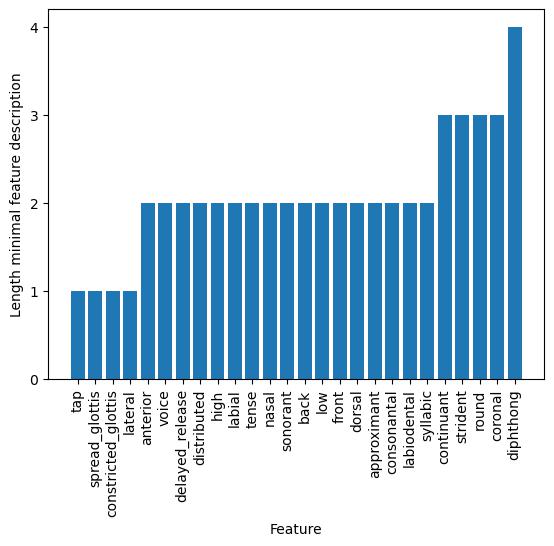 Length minimal feature description
4
3
2
1
0
tap
spread_glottis
constricted_glottis
lateral
anterior
voice
delayed_release
distributed
high
labial
tense
nasal
sonorant
back
low
front
dorsal
approximant
consonantal
labiodental
syllabic
continuant
strident
round
coronal
diphthong
Feature